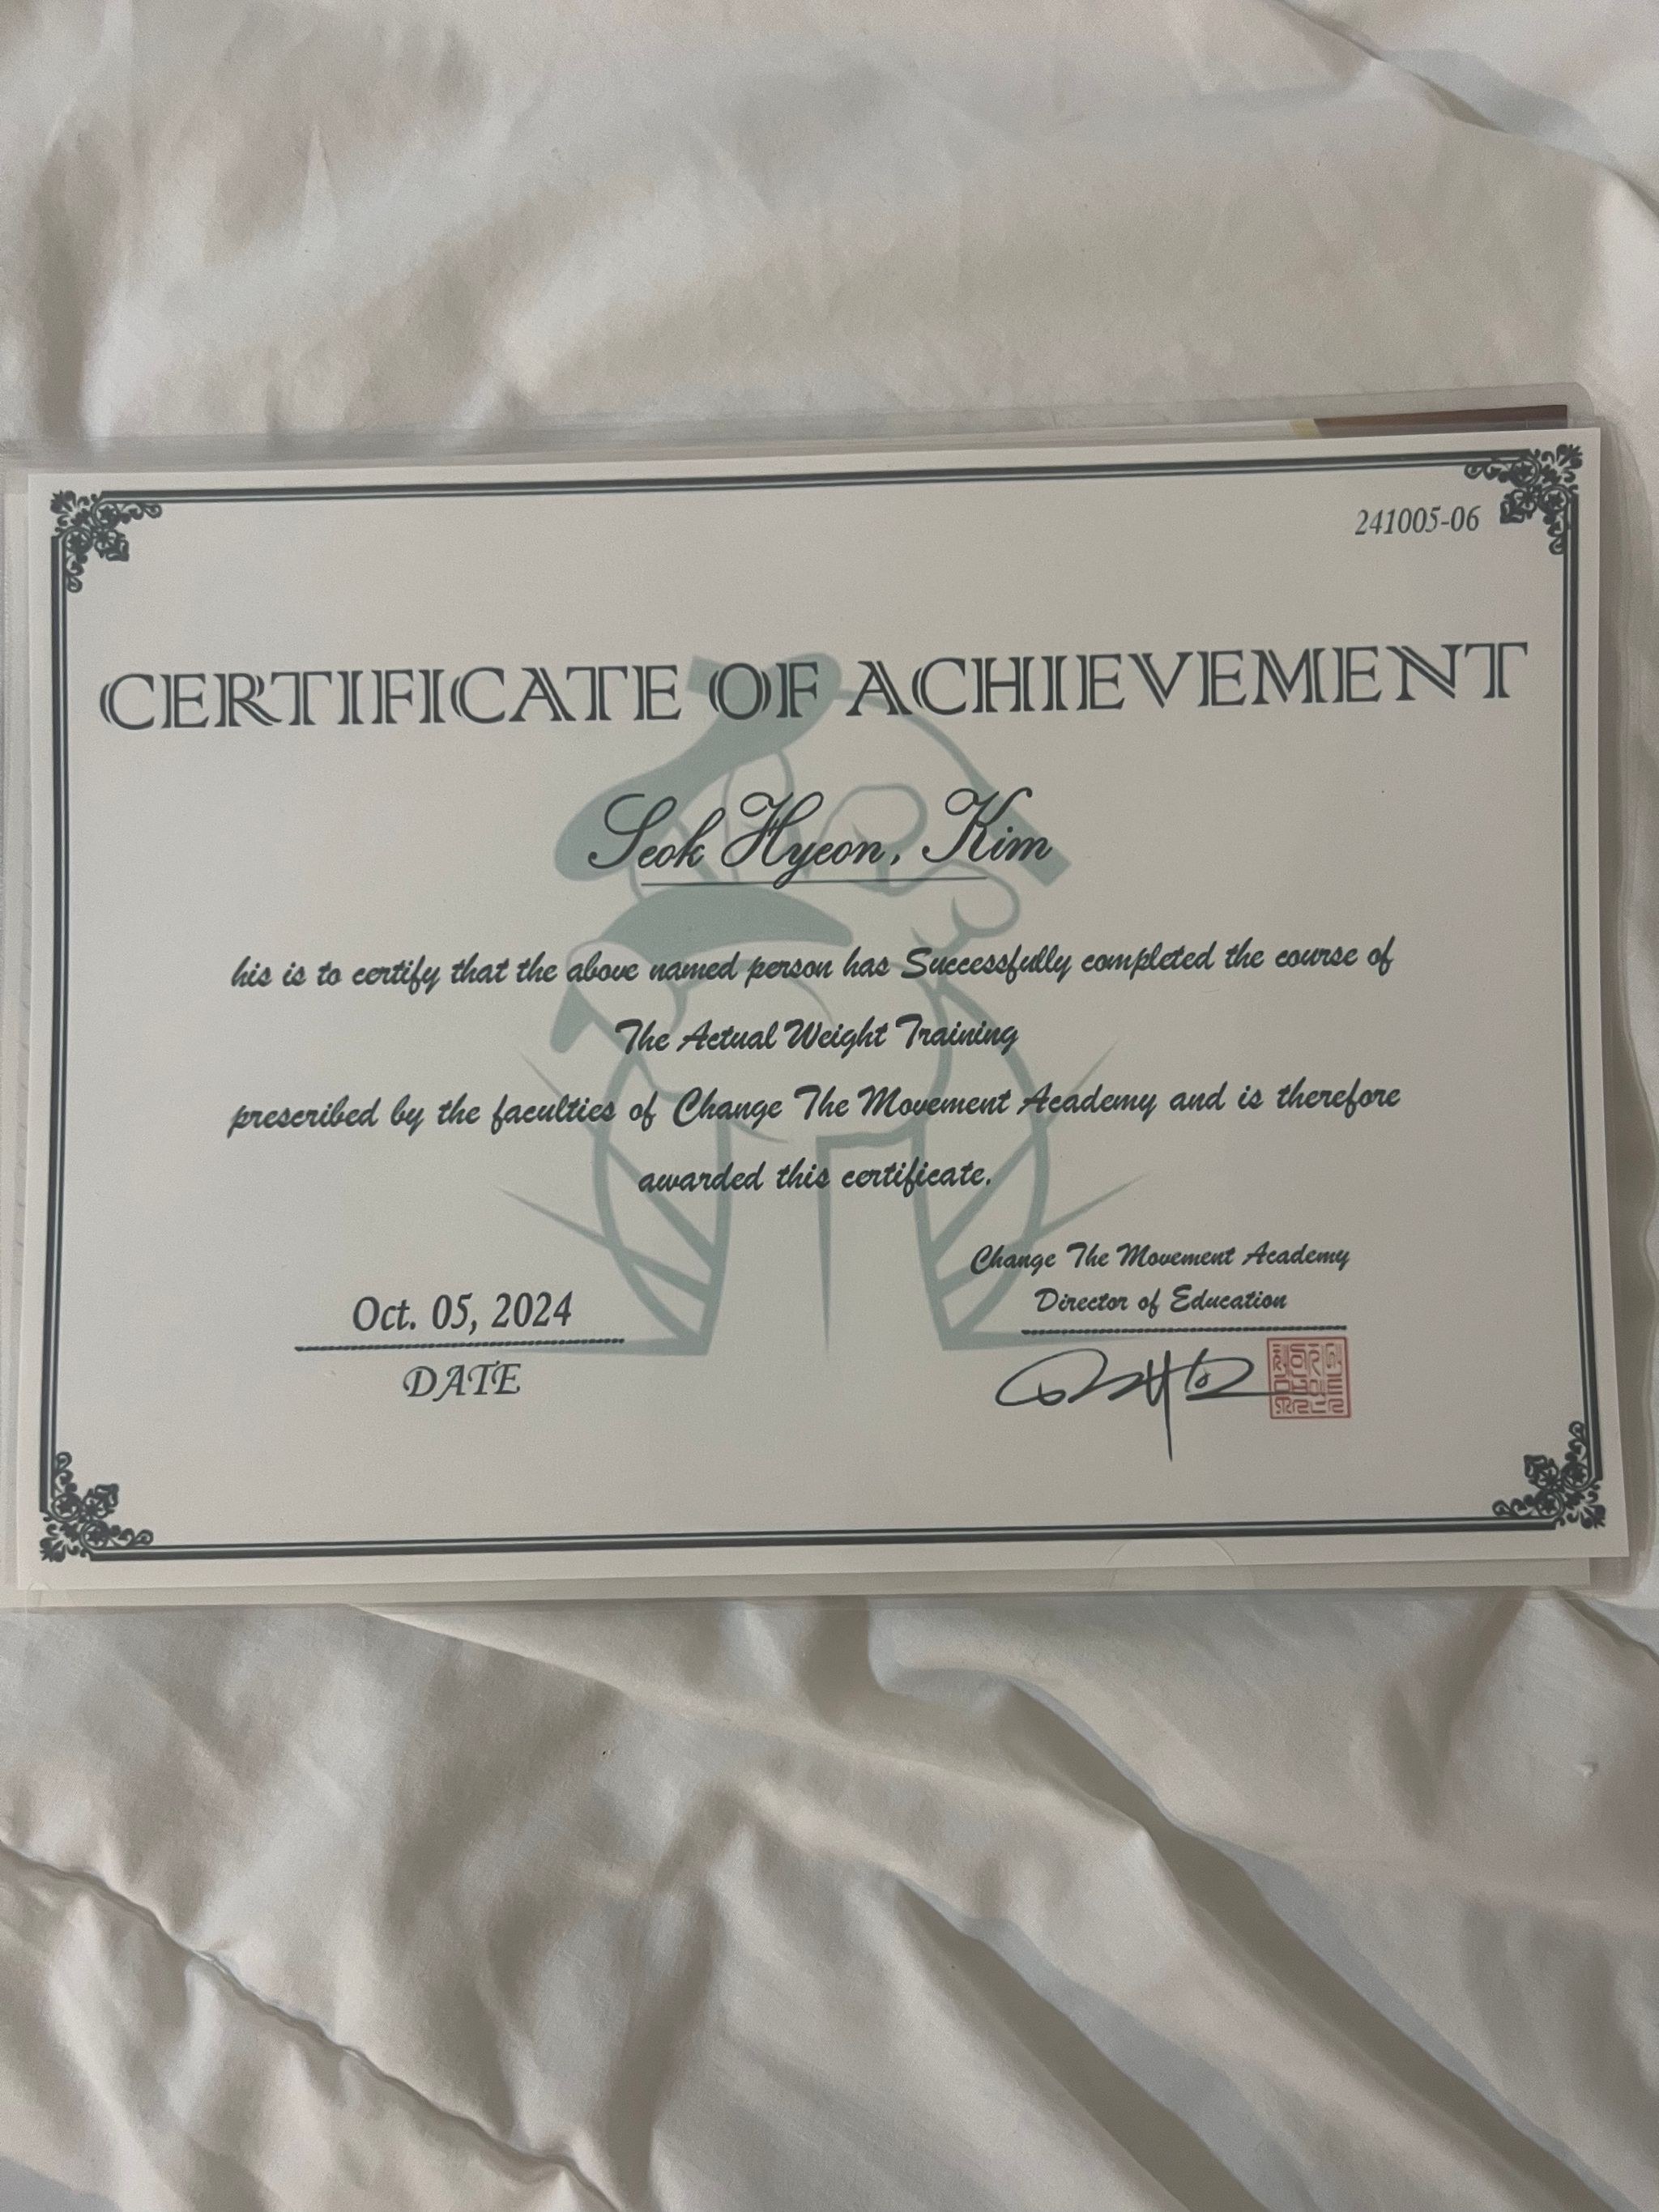 241005-06
CERTIFICATE OF ACHIEVEMENT
Seok Hyeon, Kim
his is to certify that the above named person has Successfully completed the course of
The Actual Weight Training
prescribed by the faculties of Change The Movement Academy and is therefore
awarded this certificate.
Change The Movement Academy
Director of Education
Oct. 05, 2024
DATE